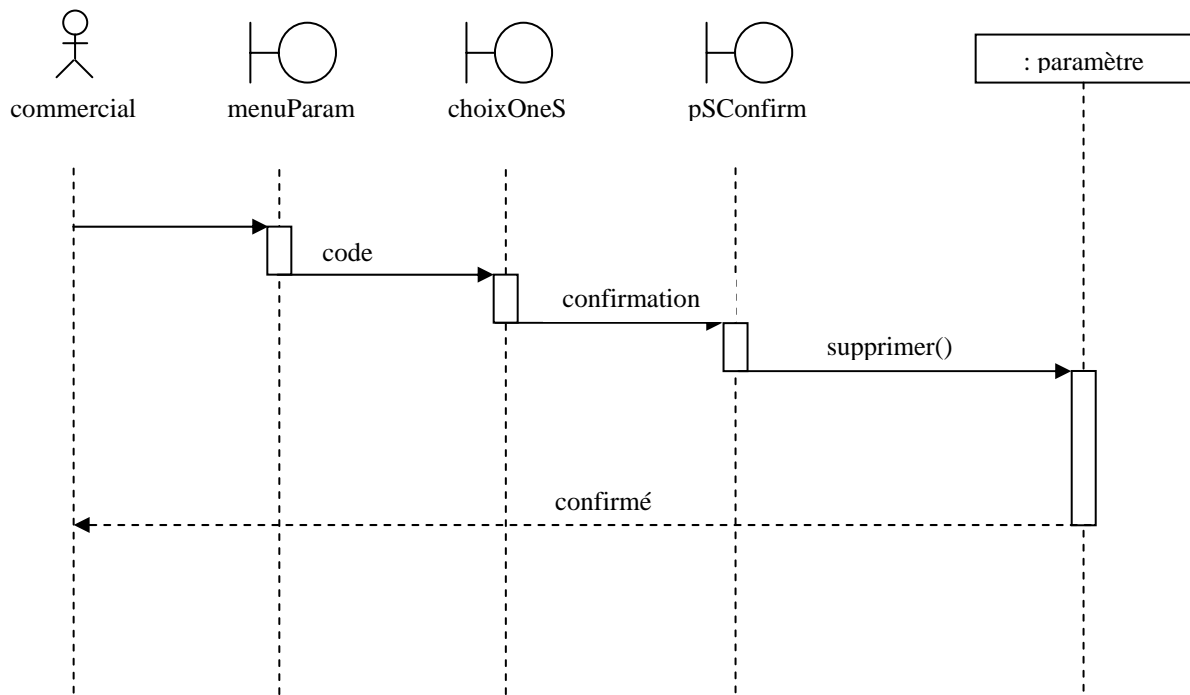 : paramètre
commercial
menuParam
choixOneS
pSConfirm
code
confirmation
supprimer()
confirmé